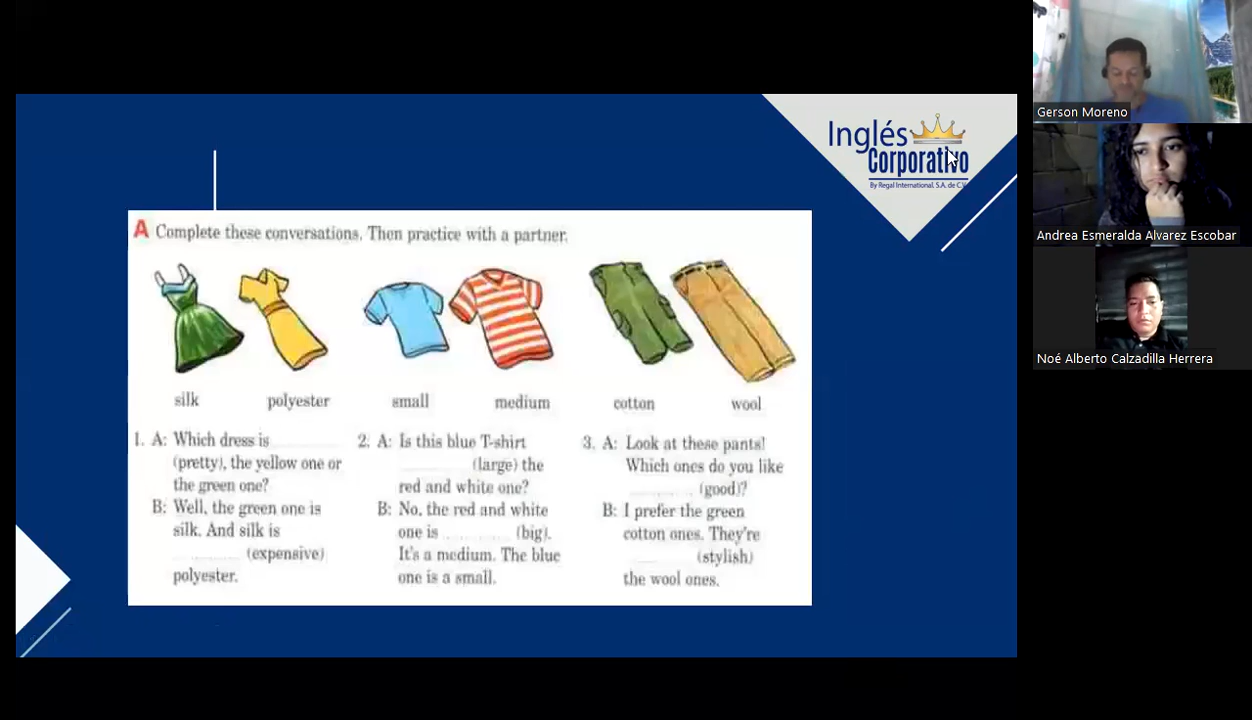 Inglés
Corporativo
By Regal International, S.A. de C.V.
A Complete these conversations. Then practice with a partner.
silk polyester small medium cotton wool
1. A: Which dress is ............
(pretty), the yellow one or
the green one?
B: Well, the green one is
silk. And silk is
............ (expensive)
polyester.
2. A: Is this blue T-shirt
............ (large) the
red and white one?
B: No, the red and white
one is ............ (big).
It's a medium. The blue
one is a small.
3. A: Look at these pants!
Which ones do you like
............ (good)?
B: I prefer the green
cotton ones. They're
............ (stylish)
the wool ones.
Gerson Moreno
Andrea Esmeralda Alvarez Escobar
Noé Alberto Calzadilla Herrera